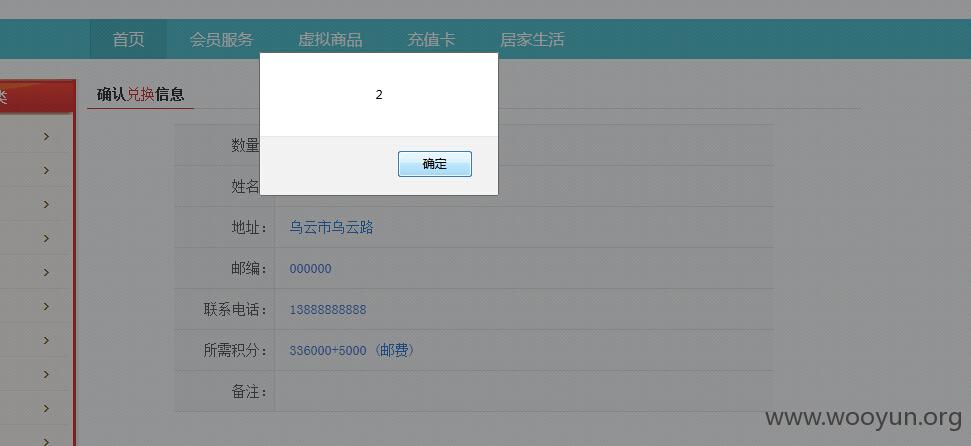 首页 会员服务 虚拟商品 充值卡 居家生活
类
确认兑换信息
2
确定
数量
姓名
地址: 乌云市乌云路
邮编: 000000
联系电话: 13888888888
所需积分: 336000+5000 (邮费)
备注:
www.wooyun.org